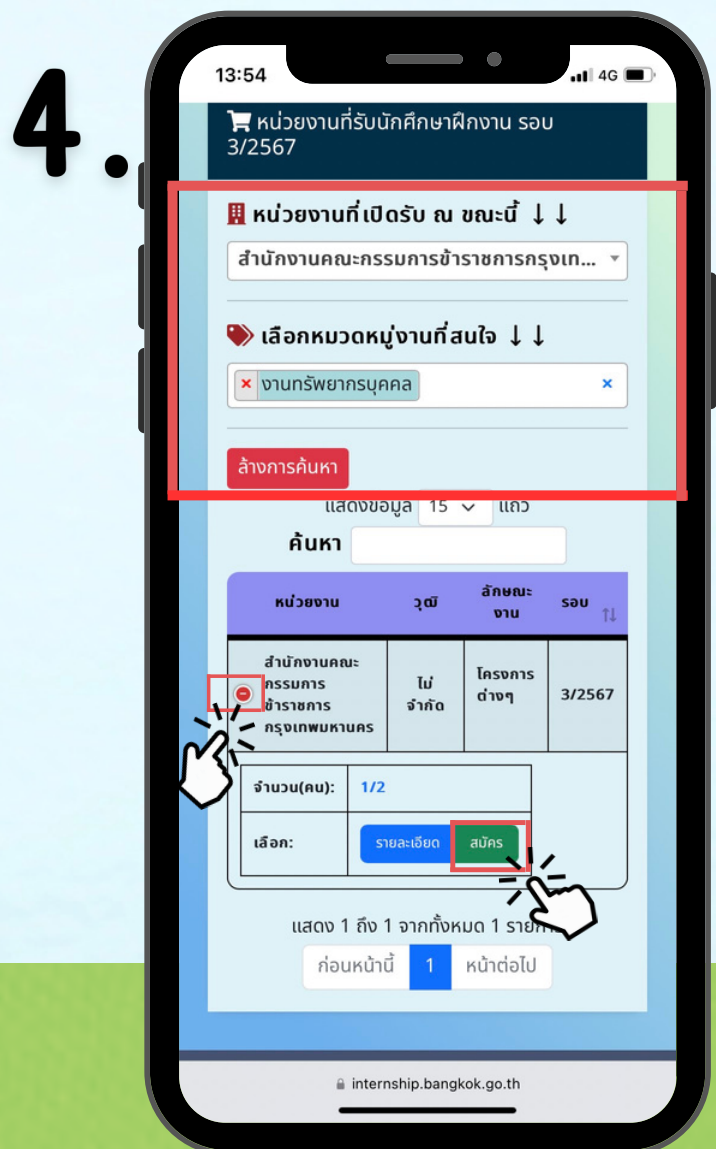 4.
13:54
4G
หน่วยงานที่รับนักศึกษาฝึกงาน รอบ
3/2567
หน่วยงานที่เปิดรับ ณ ขณะนี้ ↓ ↓
สำนักงานคณะกรรมการข้าราชการกรุงเท...
เลือกหมวดหมู่งานที่สนใจ ↓ ↓
× งานทรัพยากรบุคคล ×
ล้างการค้นหา
แสดงข้อมูล 15 แถว
ค้นหา
หน่วยงาน วุฒิ ลักษณะ รอบ
งาน
สำนักงานคณะ
กรรมการ
ข้าราชการ
กรุงเทพมหานคร
ไม่
จำกัด
โครงการ
ต่างๆ
3/2567
จำนวน(คน): 1/2
เลือก: รายละเอียด สมัคร
แสดง 1 ถึง 1 จากทั้งหมด 1
ก่อนหน้านี้ 1 หน้าต่อไป
internship.bangkok.go.th